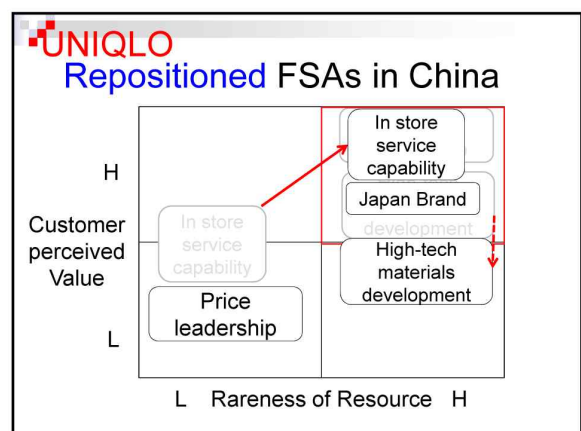 UNIQLO
Repositioned FSAs in China
H
Customer
perceived
Value
L
In store
service
capability
Price
leadership
In store
service
capability
Japan Brand
development
High-tech
materials
development
L Rareness of Resource H